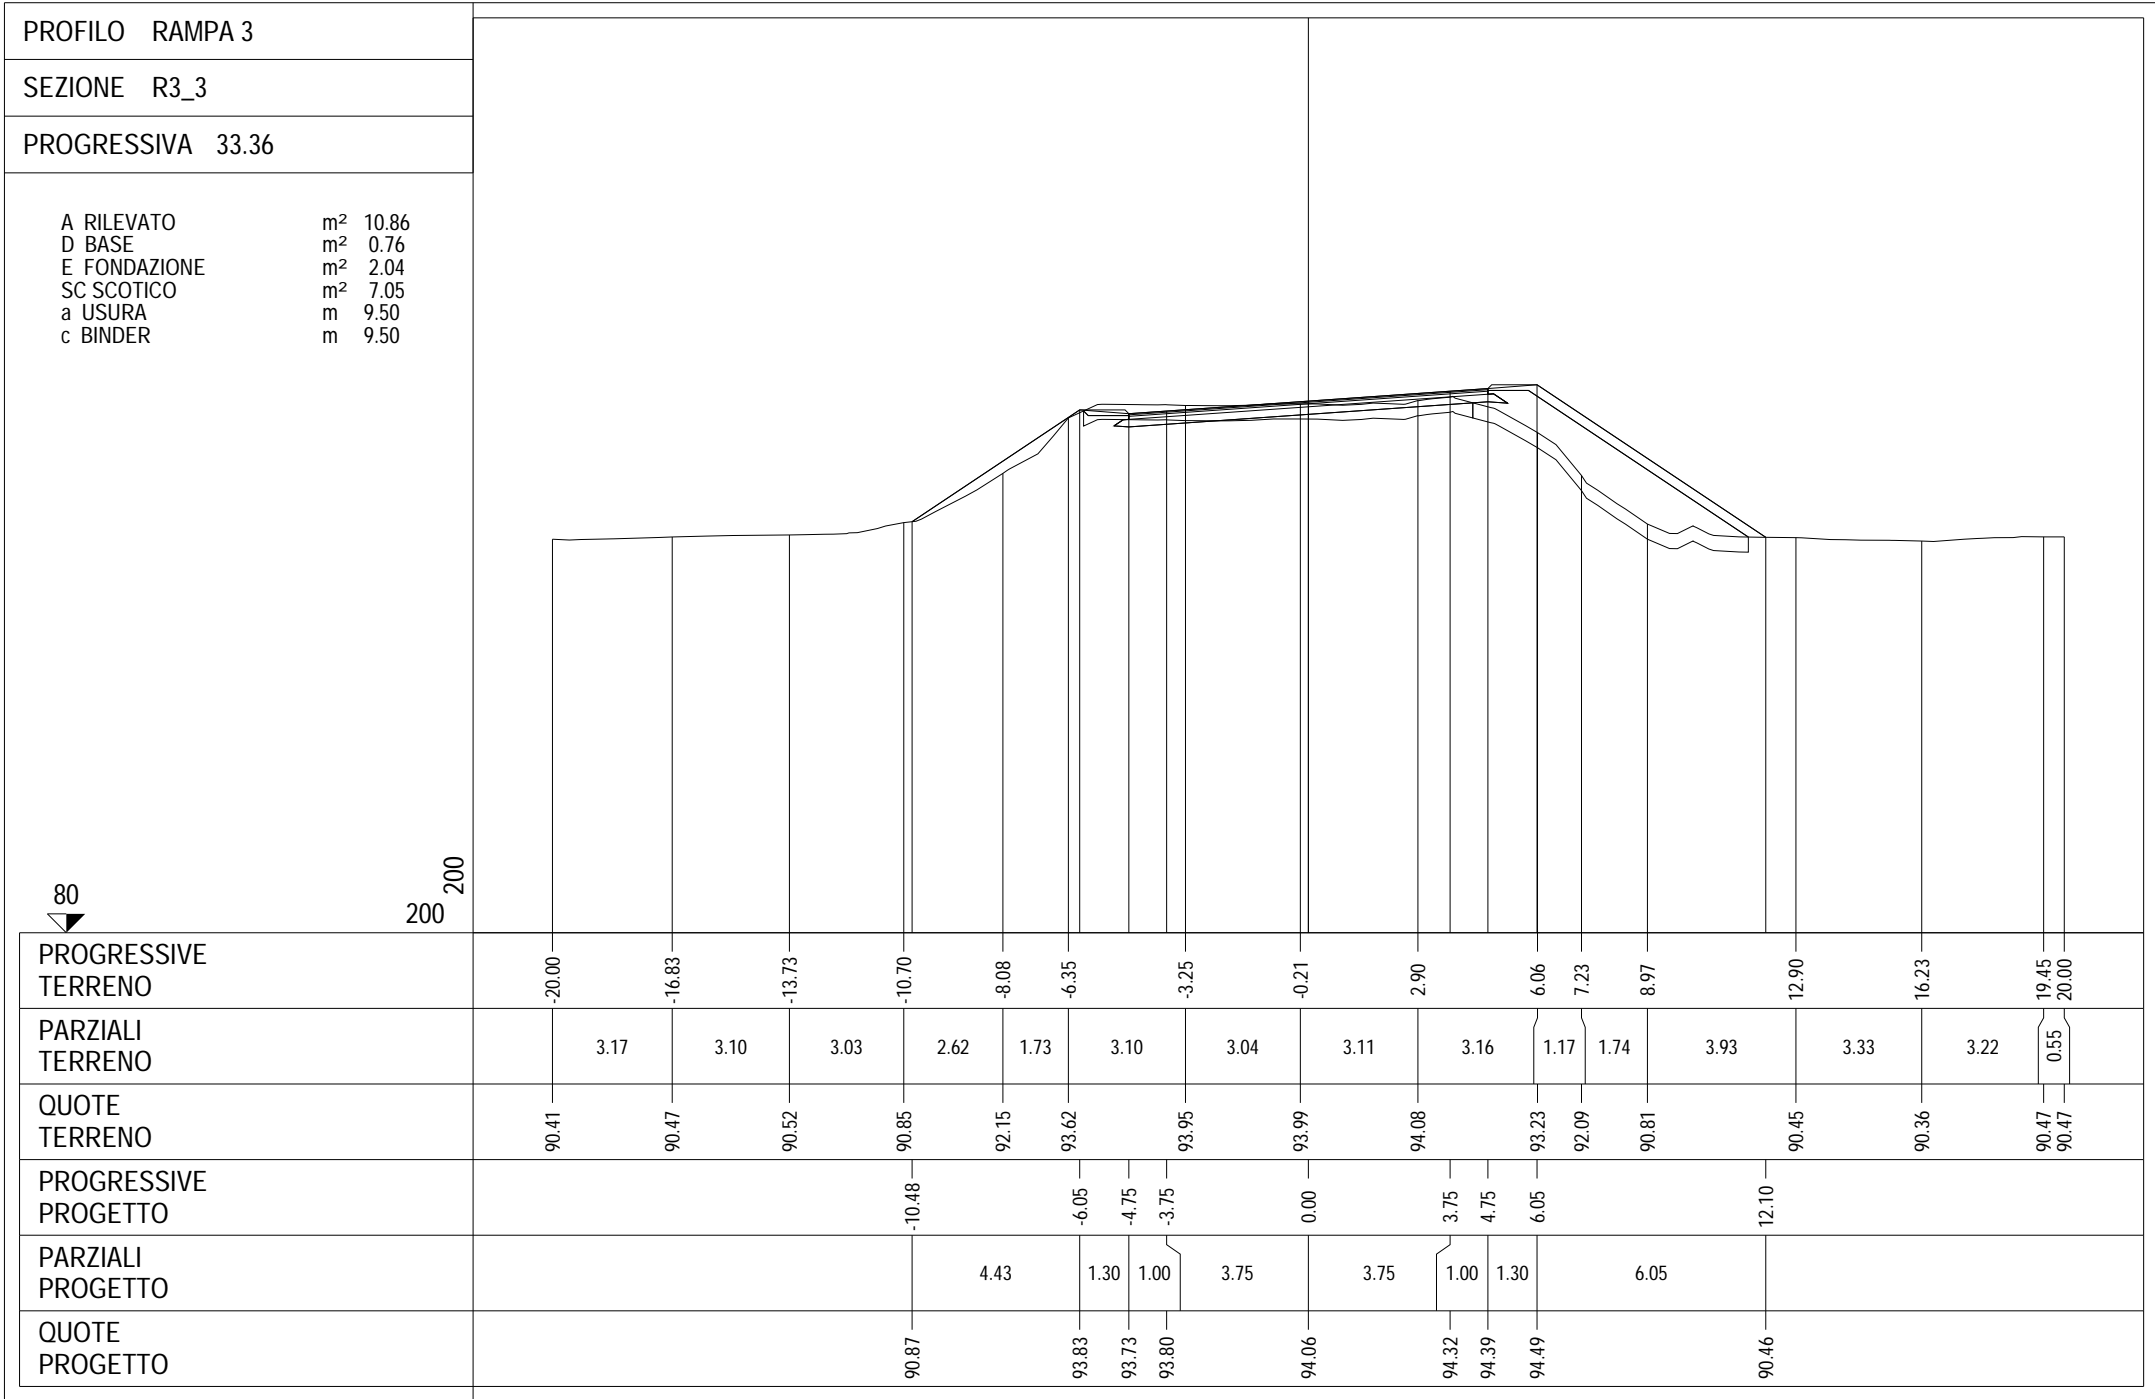 PROFILO RAMPA 3
SEZIONE R3_3
PROGRESSIVA 33.36
A RILEVATO m² 10.86
D BASE m² 0.76
E FONDAZIONE m² 2.04
SC SCOTICO m² 7.05
a USURA m 9.50
c BINDER m 9.50
200
80
200
PROGRESSIVE
TERRENO
-20.00 -16.83 -13.73 -10.70 -8.08 -6.35 -3.25 -0.21 2.90 6.06 7.23 8.97 12.90 16.23 19.45 20.00
PARZIALI
TERRENO
3.17 3.10 3.03 2.62 1.73 3.10 3.04 3.11 3.16 1.17 1.74 3.93 3.33 3.22 0.55
QUOTE
TERRENO
90.41 90.47 90.52 90.85 92.15 93.62 93.95 93.99 94.08 93.23 92.09 90.81 90.45 90.36 90.47 90.47
PROGRESSIVE
PROGETTO
-10.48 -6.05 -4.75 -3.75 0.00 3.75 4.75 6.05 12.10
PARZIALI
PROGETTO
4.43 1.30 1.00 3.75 3.75 1.00 1.30 6.05
QUOTE
PROGETTO
90.87 93.83 93.73 93.80 94.06 94.32 94.39 94.49 90.46